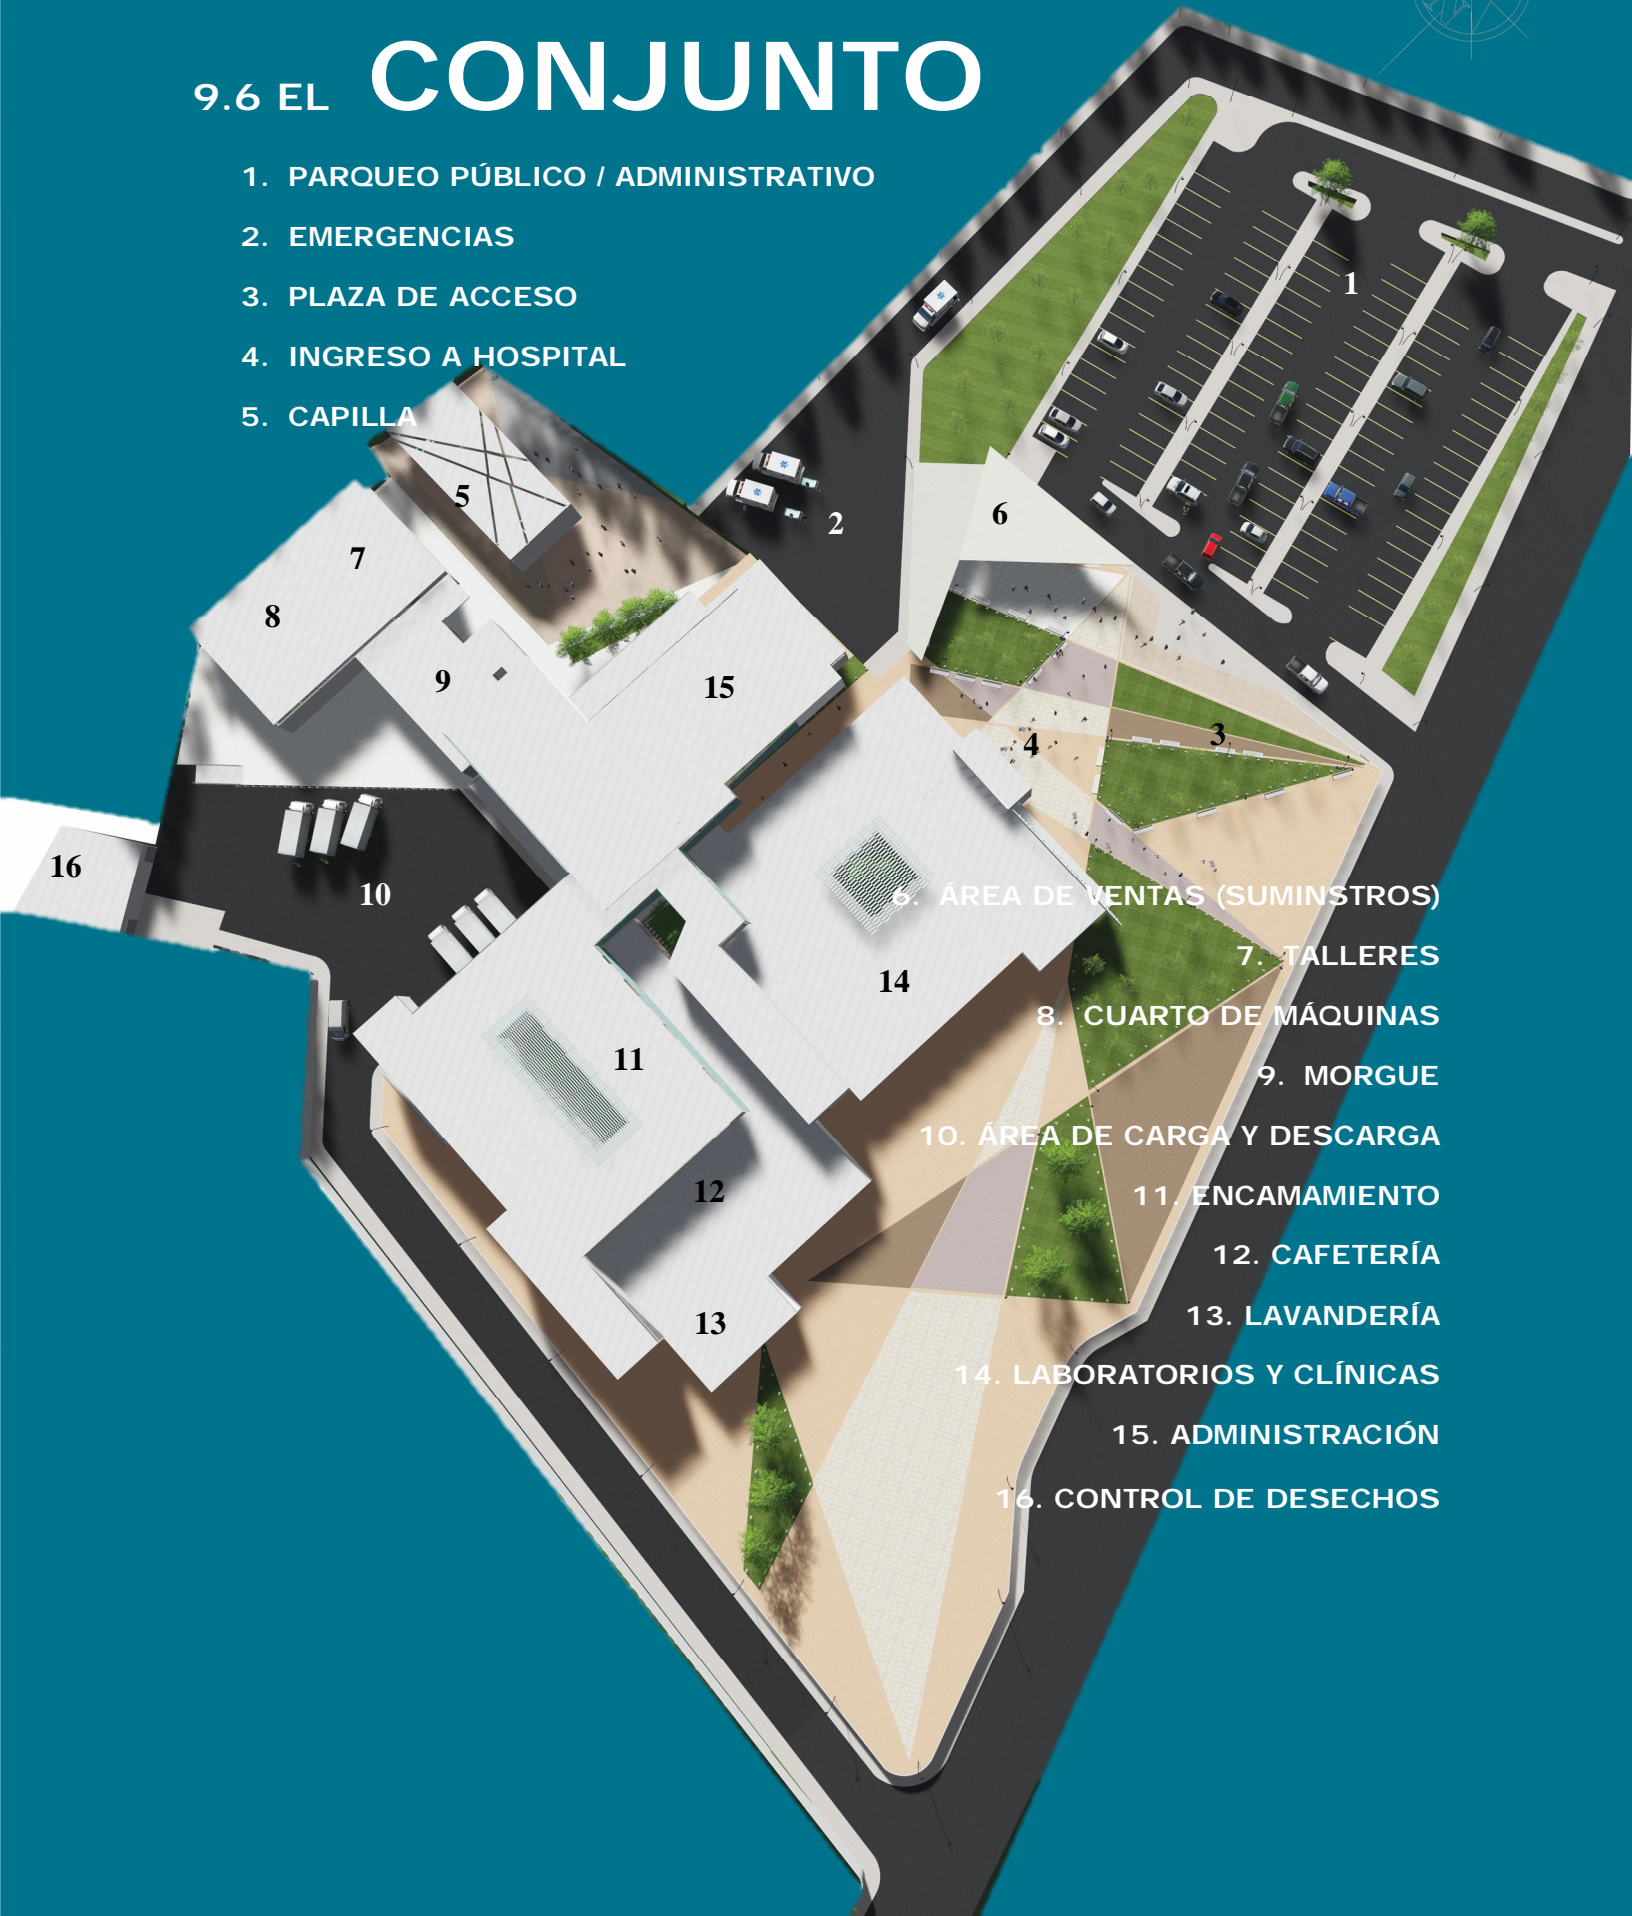 9.6 EL CONJUNTO
1. PARQUEO PÚBLICO / ADMINISTRATIVO
2. EMERGENCIAS
3. PLAZA DE ACCESO
4. INGRESO A HOSPITAL
5. CAPILLA
1
5
2
6
7
8
9
15
4
3
16
10
14
11
12
13
6. ÁREA DE VENTAS (SUMINSTROS)
7. TALLERES
8. CUARTO DE MÁQUINAS
9. MORGUE
10. ÁREA DE CARGA Y DESCARGA
11. ENCAMAMIENTO
12. CAFETERÍA
13. LAVANDERÍA
14. LABORATORIOS Y CLÍNICAS
15. ADMINISTRACIÓN
16. CONTROL DE DESECHOS